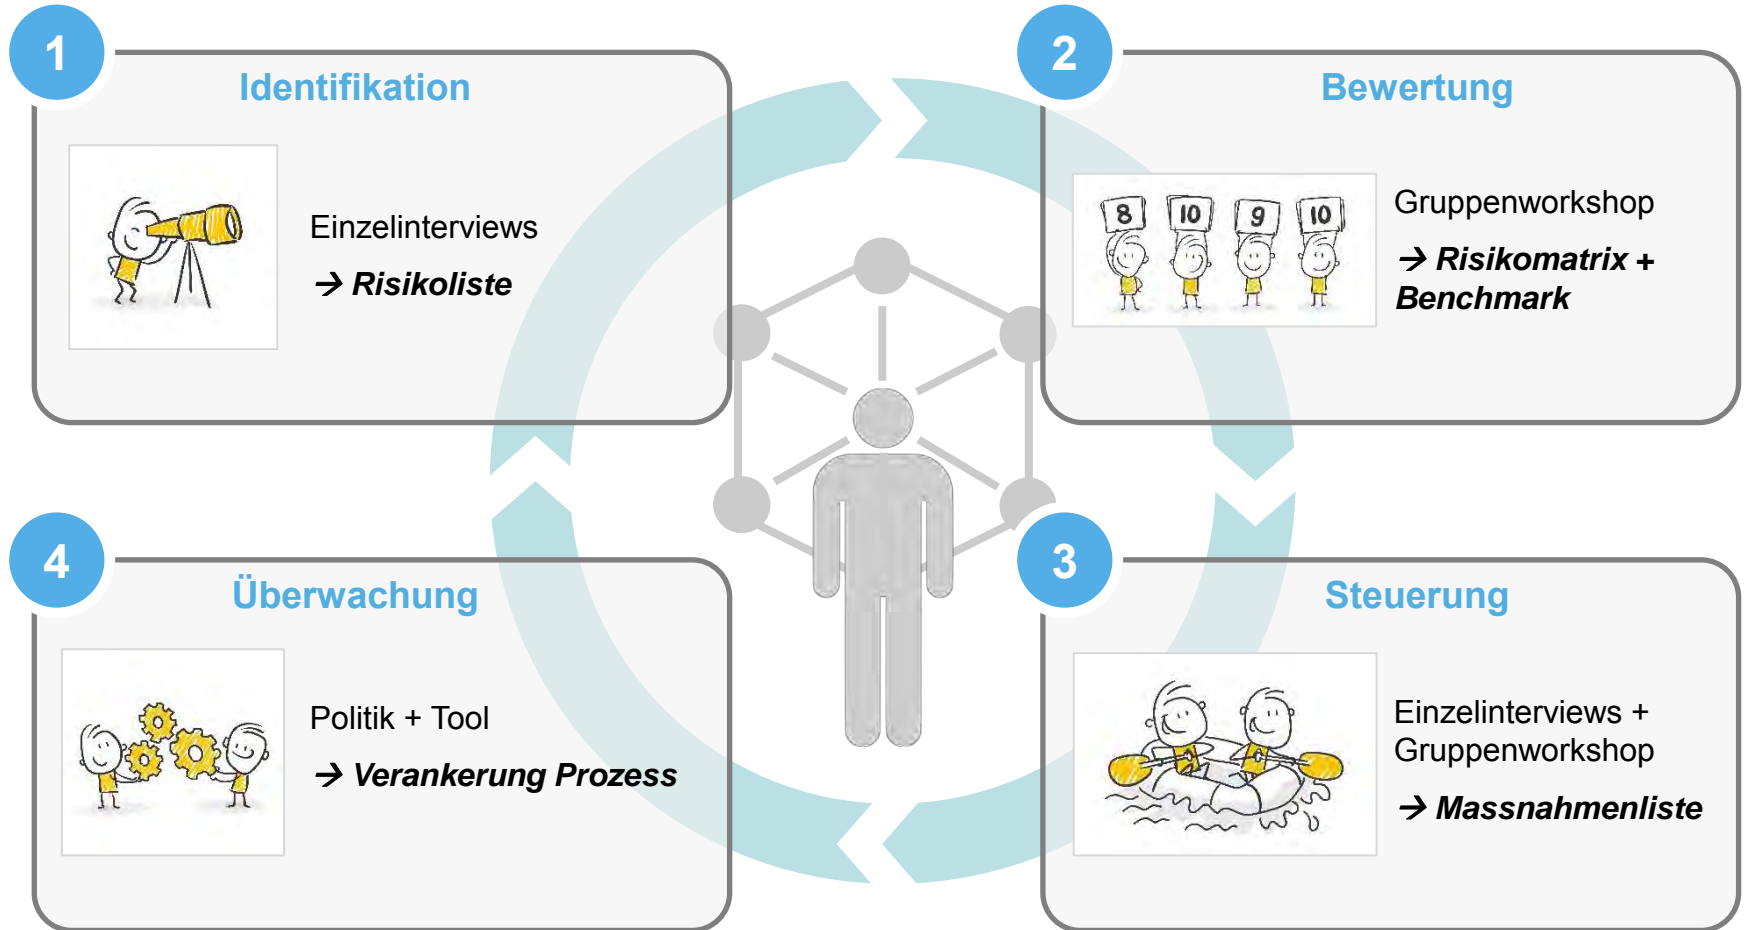 1
Identifikation
Einzelinterviews
→ Risikoliste
2
Bewertung
8 10 9 10
Gruppenworkshop
→ Risikomatrix +
Benchmark
3
Steuerung
Einzelinterviews +
Gruppenworkshop
→ Massnahmenliste
4
Überwachung
Politik + Tool
→ Verankerung Prozess